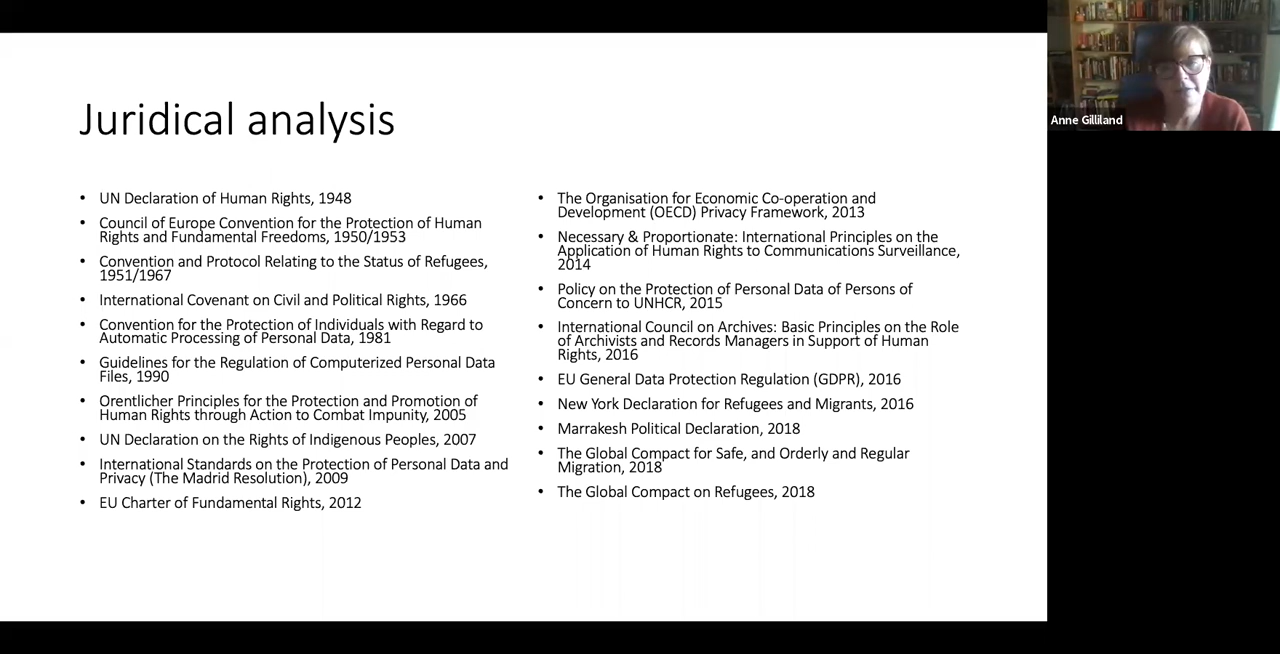 Juridical analysis
• UN Declaration of Human Rights, 1948
• Council of Europe Convention for the Protection of Human
Rights and Fundamental Freedoms, 1950/1953
• Convention and Protocol Relating to the Status of Refugees,
1951/1967
• International Covenant on Civil and Political Rights, 1966
• Convention for the Protection of Individuals with Regard to
Automatic Processing of Personal Data, 1981
• Guidelines for the Regulation of Computerized Personal Data
Files, 1990
• Orentlicher Principles for the Protection and Promotion of
Human Rights through Action to Combat Impunity, 2005
• UN Declaration on the Rights of Indigenous Peoples, 2007
• International Standards on the Protection of Personal Data and
Privacy (The Madrid Resolution), 2009
• EU Charter of Fundamental Rights, 2012
• The Organisation for Economic Co-operation and
Development (OECD) Privacy Framework, 2013
• Necessary & Proportionate: International Principles on the
Application of Human Rights to Communications Surveillance,
2014
• Policy on the Protection of Personal Data of Persons of
Concern to UNHCR, 2015
• International Council on Archives: Basic Principles on the Role
of Archivists and Records Managers in Support of Human
Rights, 2016
• EU General Data Protection Regulation (GDPR), 2016
• New York Declaration for Refugees and Migrants, 2016
• Marrakesh Political Declaration, 2018
• The Global Compact for Safe, and Orderly and Regular
Migration, 2018
• The Global Compact on Refugees, 2018
Anne Gilliland